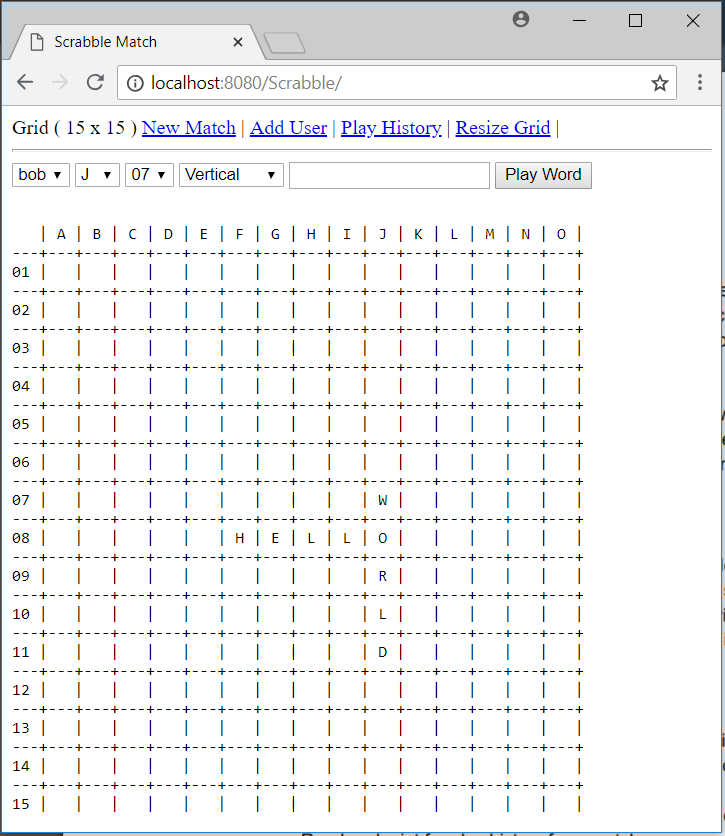 Scrabble Match
localhost:8080/Scrabble/
Grid ( 15 x 15 ) New Match | Add User | Play History | Resize Grid |
bob J 07 Vertical Play Word
   | A | B | C | D | E | F | G | H | I | J | K | L | M | N | O |
---+---+---+---+---+---+---+---+---+---+---+---+---+---+---+---+
01 |   |   |   |   |   |   |   |   |   |   |   |   |   |   |   |
---+---+---+---+---+---+---+---+---+---+---+---+---+---+---+---+
02 |   |   |   |   |   |   |   |   |   |   |   |   |   |   |   |
---+---+---+---+---+---+---+---+---+---+---+---+---+---+---+---+
03 |   |   |   |   |   |   |   |   |   |   |   |   |   |   |   |
---+---+---+---+---+---+---+---+---+---+---+---+---+---+---+---+
04 |   |   |   |   |   |   |   |   |   |   |   |   |   |   |   |
---+---+---+---+---+---+---+---+---+---+---+---+---+---+---+---+
05 |   |   |   |   |   |   |   |   |   |   |   |   |   |   |   |
---+---+---+---+---+---+---+---+---+---+---+---+---+---+---+---+
06 |   |   |   |   |   |   |   |   |   |   |   |   |   |   |   |
---+---+---+---+---+---+---+---+---+---+---+---+---+---+---+---+
07 |   |   |   |   |   |   |   |   |   | W |   |   |   |   |   |
---+---+---+---+---+---+---+---+---+---+---+---+---+---+---+---+
08 |   |   |   |   |   | H | E | L | L | O |   |   |   |   |   |
---+---+---+---+---+---+---+---+---+---+---+---+---+---+---+---+
09 |   |   |   |   |   |   |   |   |   | R |   |   |   |   |   |
---+---+---+---+---+---+---+---+---+---+---+---+---+---+---+---+
10 |   |   |   |   |   |   |   |   |   | L |   |   |   |   |   |
---+---+---+---+---+---+---+---+---+---+---+---+---+---+---+---+
11 |   |   |   |   |   |   |   |   |   | D |   |   |   |   |   |
---+---+---+---+---+---+---+---+---+---+---+---+---+---+---+---+
12 |   |   |   |   |   |   |   |   |   |   |   |   |   |   |   |
---+---+---+---+---+---+---+---+---+---+---+---+---+---+---+---+
13 |   |   |   |   |   |   |   |   |   |   |   |   |   |   |   |
---+---+---+---+---+---+---+---+---+---+---+---+---+---+---+---+
14 |   |   |   |   |   |   |   |   |   |   |   |   |   |   |   |
---+---+---+---+---+---+---+---+---+---+---+---+---+---+---+---+
15 |   |   |   |   |   |   |   |   |   |   |   |   |   |   |   |